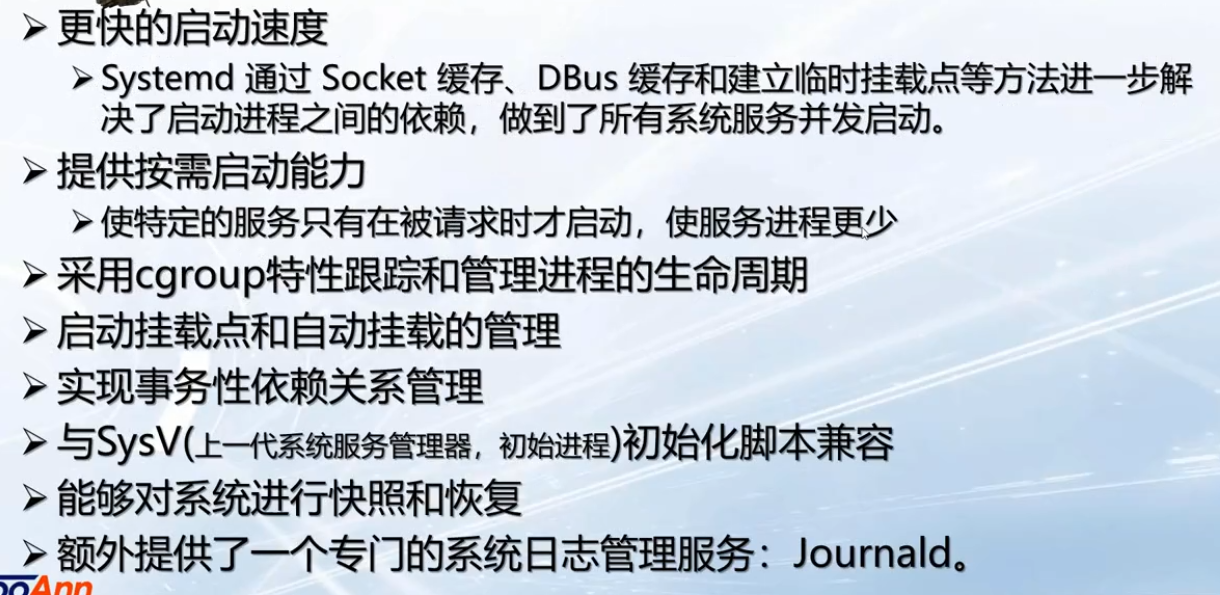 更快的启动速度
Systemd 通过 Socket 缓存、DBus 缓存和建立临时挂载点等方法进一步解
决了启动进程之间的依赖，做到了所有系统服务并发启动。
提供按需启动能力
使特定的服务只有在被请求时才启动，使服务进程更少
采用cgroup特性跟踪和管理进程的生命周期
启动挂载点和自动挂载的管理
实现事务性依赖关系管理
与SysV(上一代系统服务管理器，初始进程)初始化脚本兼容
能够对系统进行快照和恢复
额外提供了一个专门的系统日志管理服务：Journald。